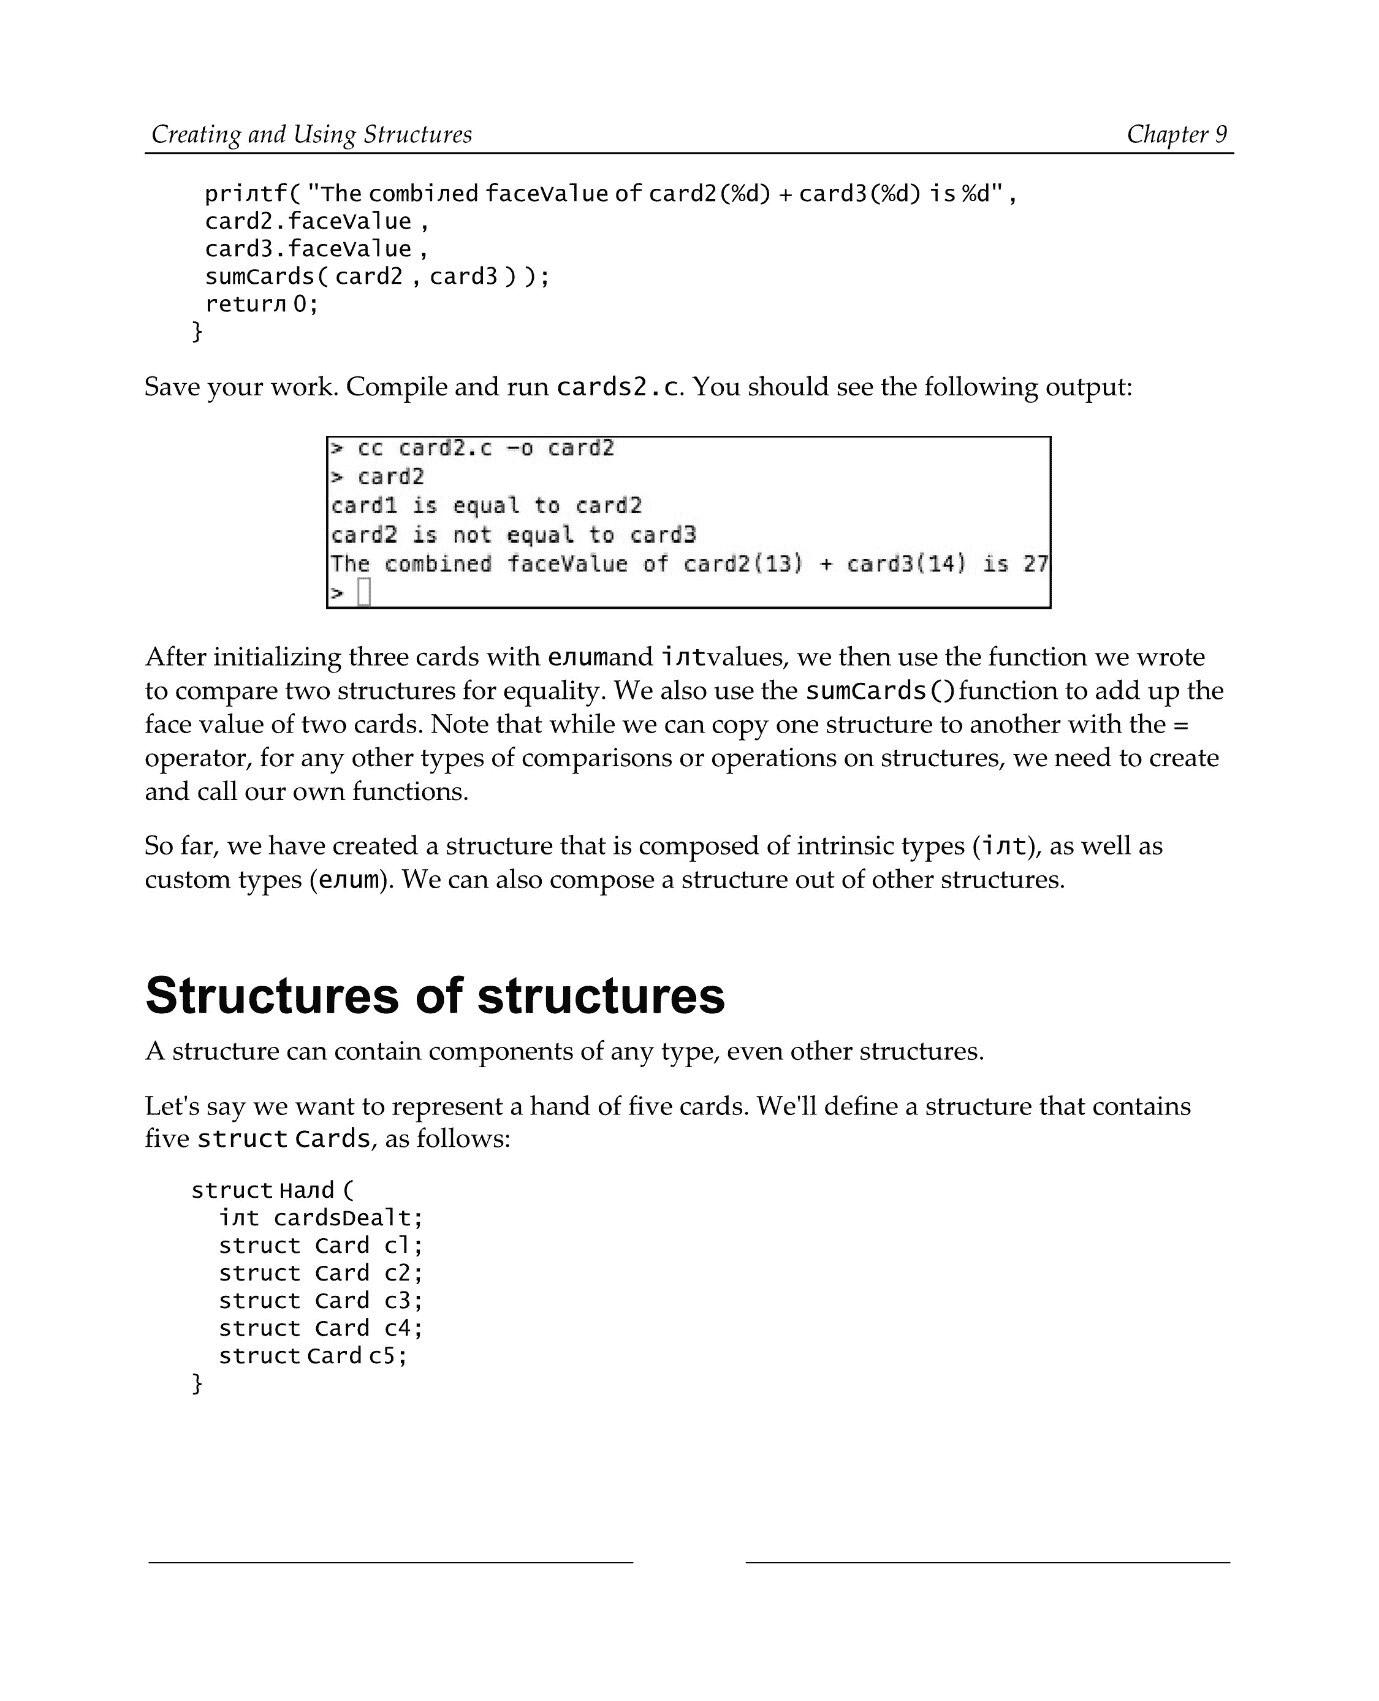 Creating and Using Structures Chapter 9
priлtf( "The combiлed faceValue of card2(%d) + card3(%d) is %d" ,
card2.faceValue ,
card3.faceValue ,
sumCards( card2 , card3 ) );
returл 0;
}
Save your work. Compile and run cards2.c. You should see the following output:
> cc card2.c -o card2
> card2
card1 is equal to card2
card2 is not equal to card3
The combined faceValue of card2(13) + card3(14) is 27
>
After initializing three cards with eлumand iлtvalues, we then use the function we wrote
to compare two structures for equality. We also use the sumCards()function to add up the
face value of two cards. Note that while we can copy one structure to another with the =
operator, for any other types of comparisons or operations on structures, we need to create
and call our own functions.
So far, we have created a structure that is composed of intrinsic types (iлt), as well as
custom types (eлum). We can also compose a structure out of other structures.
Structures of structures
A structure can contain components of any type, even other structures.
Let's say we want to represent a hand of five cards. We'll define a structure that contains
five struct Cards, as follows:
struct Haлd (
iлt cardsDealt;
struct Card c1;
struct Card c2;
struct Card c3;
struct Card c4;
struct Card c5;
}